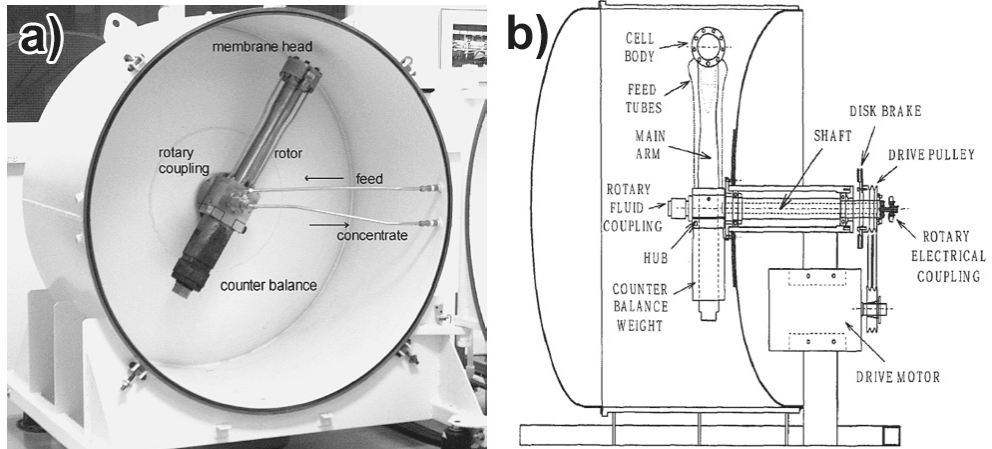 a)
membrane head
rotary
coupling
rotor
feed
concentrate
counter balance
b)
CELL
BODY
FEED
TUBES
MAIN
ARM
ROTARY
FLUID
COUPLING
HUB
COUNTER
BALANCE
WEIGHT
SHAFT
DISK BRAKE
DRIVE PULLEY
ROTARY
ELECTRICAL
COUPLING
DRIVE MOTOR